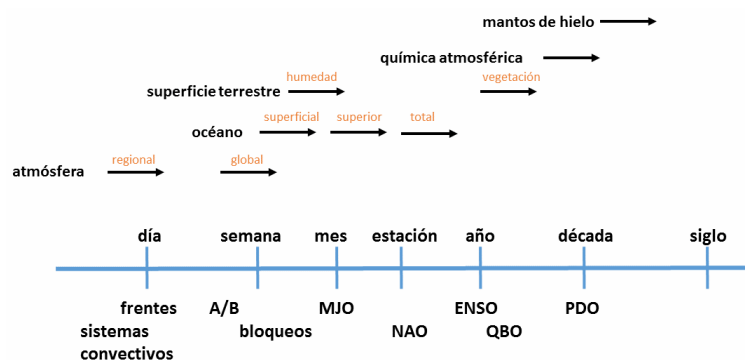 mantos de hielo
química atmosférica
humedad
vegetación
superficie terrestre
superficial superior total
océano
regional global
atmósfera
día semana mes estación año década siglo
frentes A/B MJO ENSO PDO
sistemas bloqueos NAO QBO
convectivos